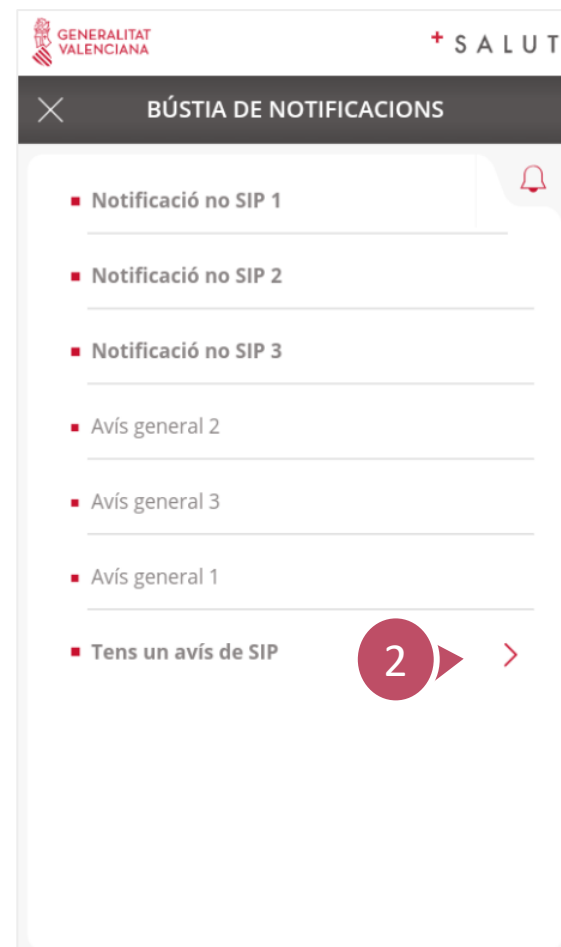 GENERALITAT
VALENCIANA
+ SALUT
BÚSTIA DE NOTIFICACIONS
Notificació no SIP 1
Notificació no SIP 2
Notificació no SIP 3
Avís general 2
Avís general 3
Avís general 1
Tens un avís de SIP
2